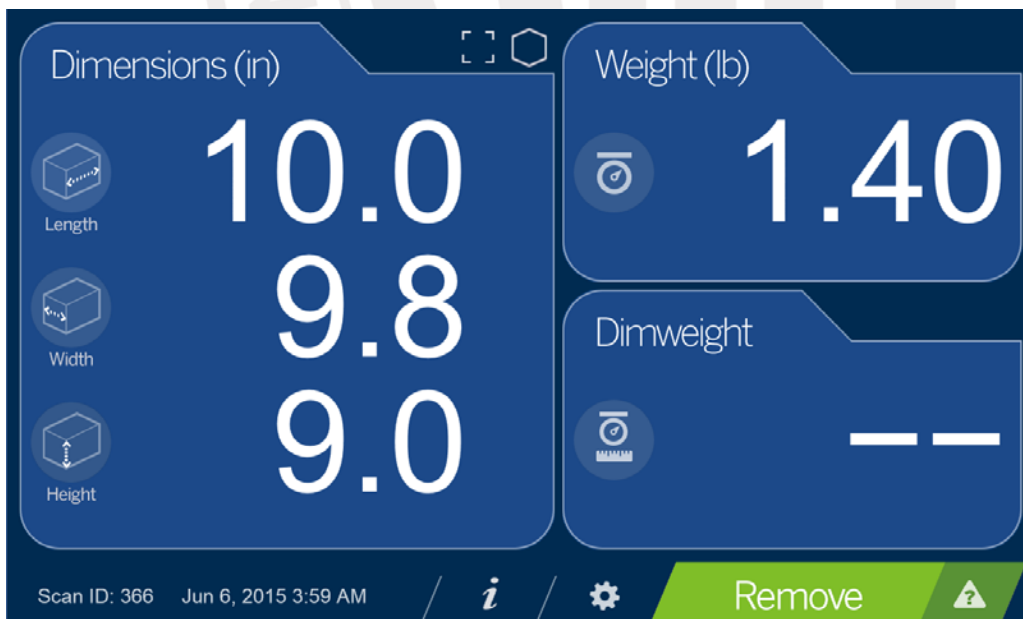 Dimensions (in)
10.0
Length
9.8
Width
9.0
Height
Weight (lb)
1.40
Dimweight
– –
Scan ID: 366 Jun 6, 2015 3:59 AM
i
Remove
?